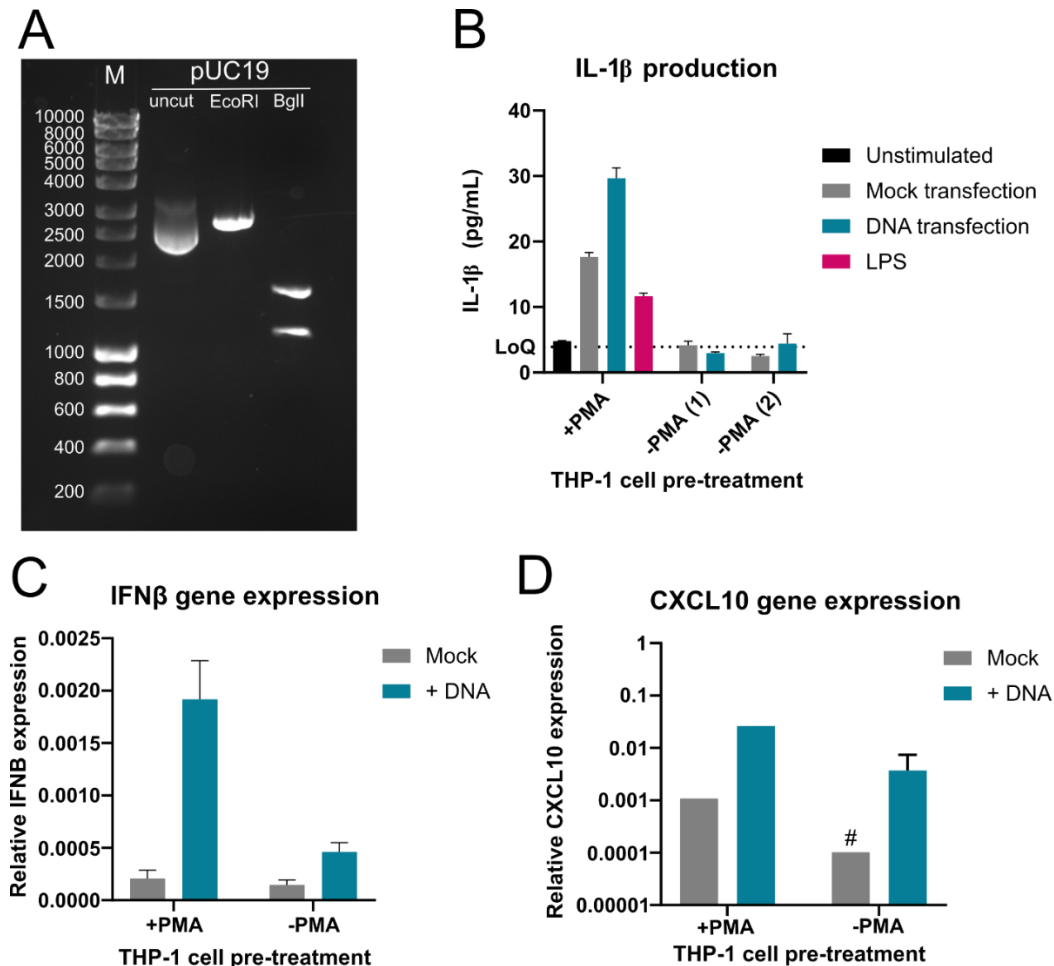 A
M
pUC19
uncut
EcoRI
BglI
10000
8000
6000
5000
4000
3000
2500
2000
1500
1000
800
600
400
200
B
IL-1β production
IL-1β (pg/mL)
40
30
20
10
LoQ
0
+PMA
-PMA (1)
-PMA (2)
THP-1 cell pre-treatment
Unstimulated
Mock transfection
DNA transfection
LPS
C
IFNβ gene expression
Relative IFNB expression
0.0025
0.0020
0.0015
0.0010
0.0005
0.0000
+PMA
-PMA
THP-1 cell pre-treatment
Mock
+ DNA
D
CXCL10 gene expression
Relative CXCL10 expression
1
0.1
0.01
0.001
0.0001
0.00001
#
+PMA
-PMA
THP-1 cell pre-treatment
Mock
+ DNA